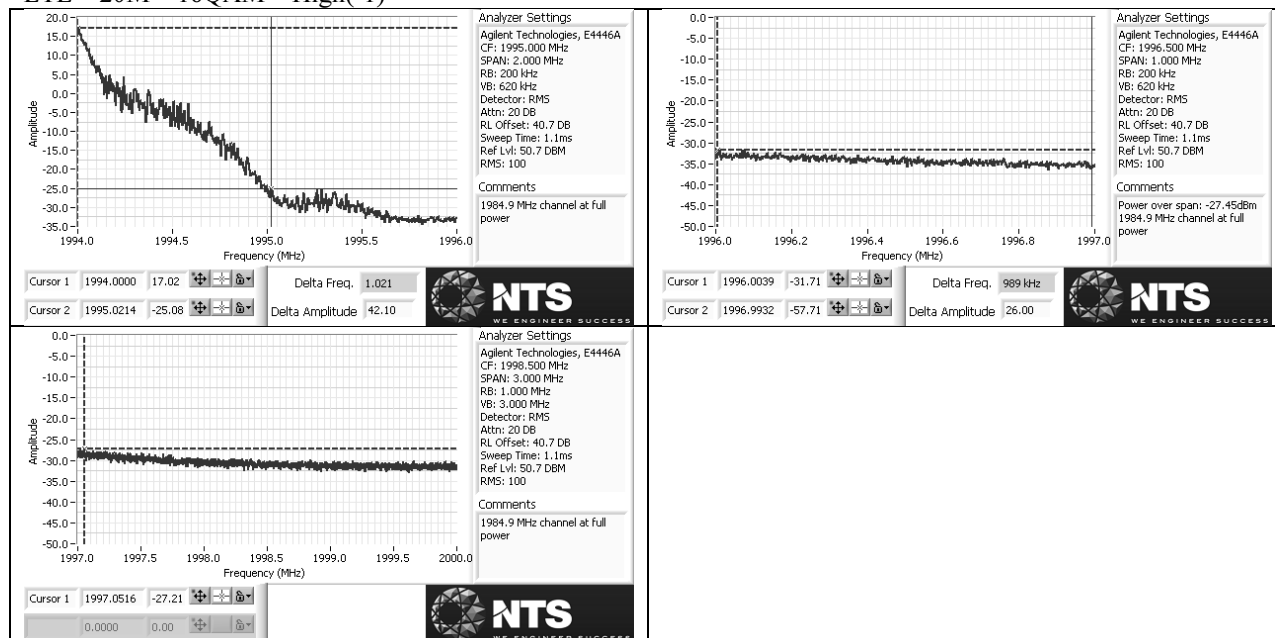 LTE – 20M – 16QAM – High(-1)
20.0
15.0
10.0
5.0
0.0
-5.0
-10.0
-15.0
-20.0
-25.0
-30.0
-35.0
Amplitude
1994.0 1994.5 1995.0 1995.5 1996.0
Frequency (MHz)
Analyzer Settings
Agilent Technologies, E4446A
CF: 1995.000 MHz
SPAN: 2.000 MHz
RB: 200 kHz
VB: 620 kHz
Detector: RMS
Attn: 20 DB
RL Offset: 40.7 DB
Sweep Time: 1.1ms
Ref Lvl: 50.7 DBM
RMS: 100
Comments
1984.9 MHz channel at full
power
Cursor 1 1994.0000 17.02 Delta Freq. 1.021
Cursor 2 1995.0214 -25.08 Delta Amplitude 42.10
NTS
WE ENGINEER SUCCESS
0.0
-5.0
-10.0
-15.0
-20.0
-25.0
-30.0
-35.0
-40.0
-45.0
-50.0
Amplitude
1996.0 1996.2 1996.4 1996.6 1996.8 1997.0
Frequency (MHz)
Analyzer Settings
Agilent Technologies, E4446A
CF: 1996.500 MHz
SPAN: 1.000 MHz
RB: 200 kHz
VB: 620 kHz
Detector: RMS
Attn: 20 DB
RL Offset: 40.7 DB
Sweep Time: 1.1ms
Ref Lvl: 50.7 DBM
RMS: 100
Comments
Power over span: -27.45dBm
1984.9 MHz channel at full
power
Cursor 1 1996.0039 -31.71 Delta Freq. 989 kHz
Cursor 2 1996.9932 -57.71 Delta Amplitude 26.00
NTS
WE ENGINEER SUCCESS
0.0
-5.0
-10.0
-15.0
-20.0
-25.0
-30.0
-35.0
-40.0
-45.0
-50.0
Amplitude
1997.0 1997.5 1998.0 1998.5 1999.0 1999.5 2000.0
Frequency (MHz)
Analyzer Settings
Agilent Technologies, E4446A
CF: 1998.500 MHz
SPAN: 3.000 MHz
RB: 1.000 MHz
VB: 3.000 MHz
Detector: RMS
Attn: 20 DB
RL Offset: 40.7 DB
Sweep Time: 1.1ms
Ref Lvl: 50.7 DBM
RMS: 100
Comments
1984.9 MHz channel at full
power
Cursor 1 1997.0516 -27.21
0.0000 0.00
NTS
WE ENGINEER SUCCESS